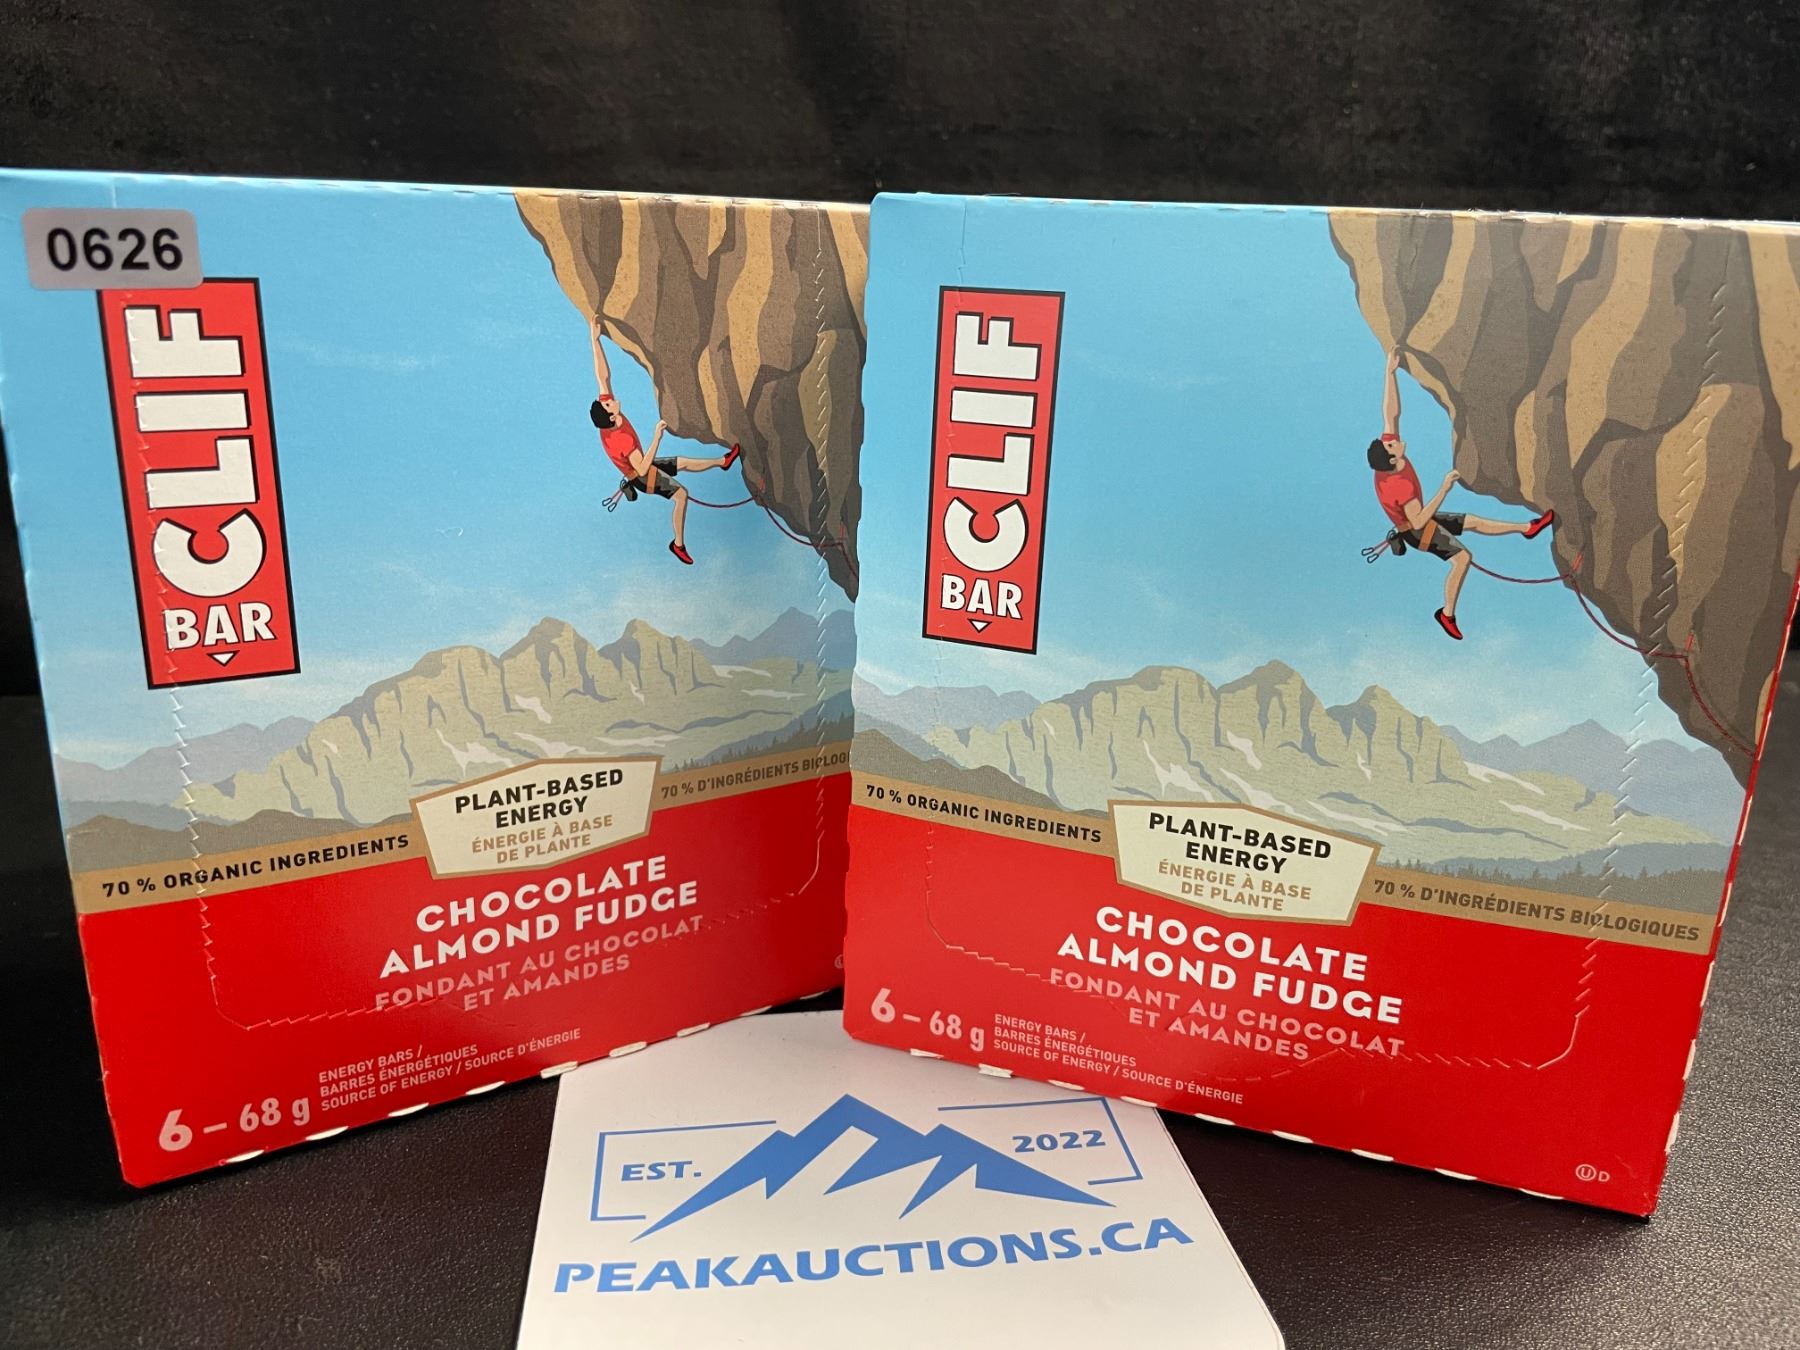 0626
CLIF
BAR
70 % ORGANIC INGREDIENTS
PLANT-BASED
ENERGY
ÉNERGIE À BASE
DE PLANTE
70 % D'INGRÉDIENTS BIOLOG
CHOCOLATE
ALMOND FUDGE
FONDANT AU CHOCOLAT
ET AMANDES
6 – 68 g
ENERGY BARS /
BARRES ÉNERGÉTIQUES
SOURCE OF ENERGY / SOURCE D'ÉNERGIE
CLIF
BAR
70 % ORGANIC INGREDIENTS
PLANT-BASED
ENERGY
ÉNERGIE À BASE
DE PLANTE
70 % D'INGRÉDIENTS BIOLOGIQUES
CHOCOLATE
ALMOND FUDGE
FONDANT AU CHOCOLAT
ET AMANDES
6 – 68 g
ENERGY BARS /
BARRES ÉNERGÉTIQUES
SOURCE OF ENERGY / SOURCE D'ÉNERGIE
Ⓤ D
EST. 2022
PEAKAUCTIONS.CA